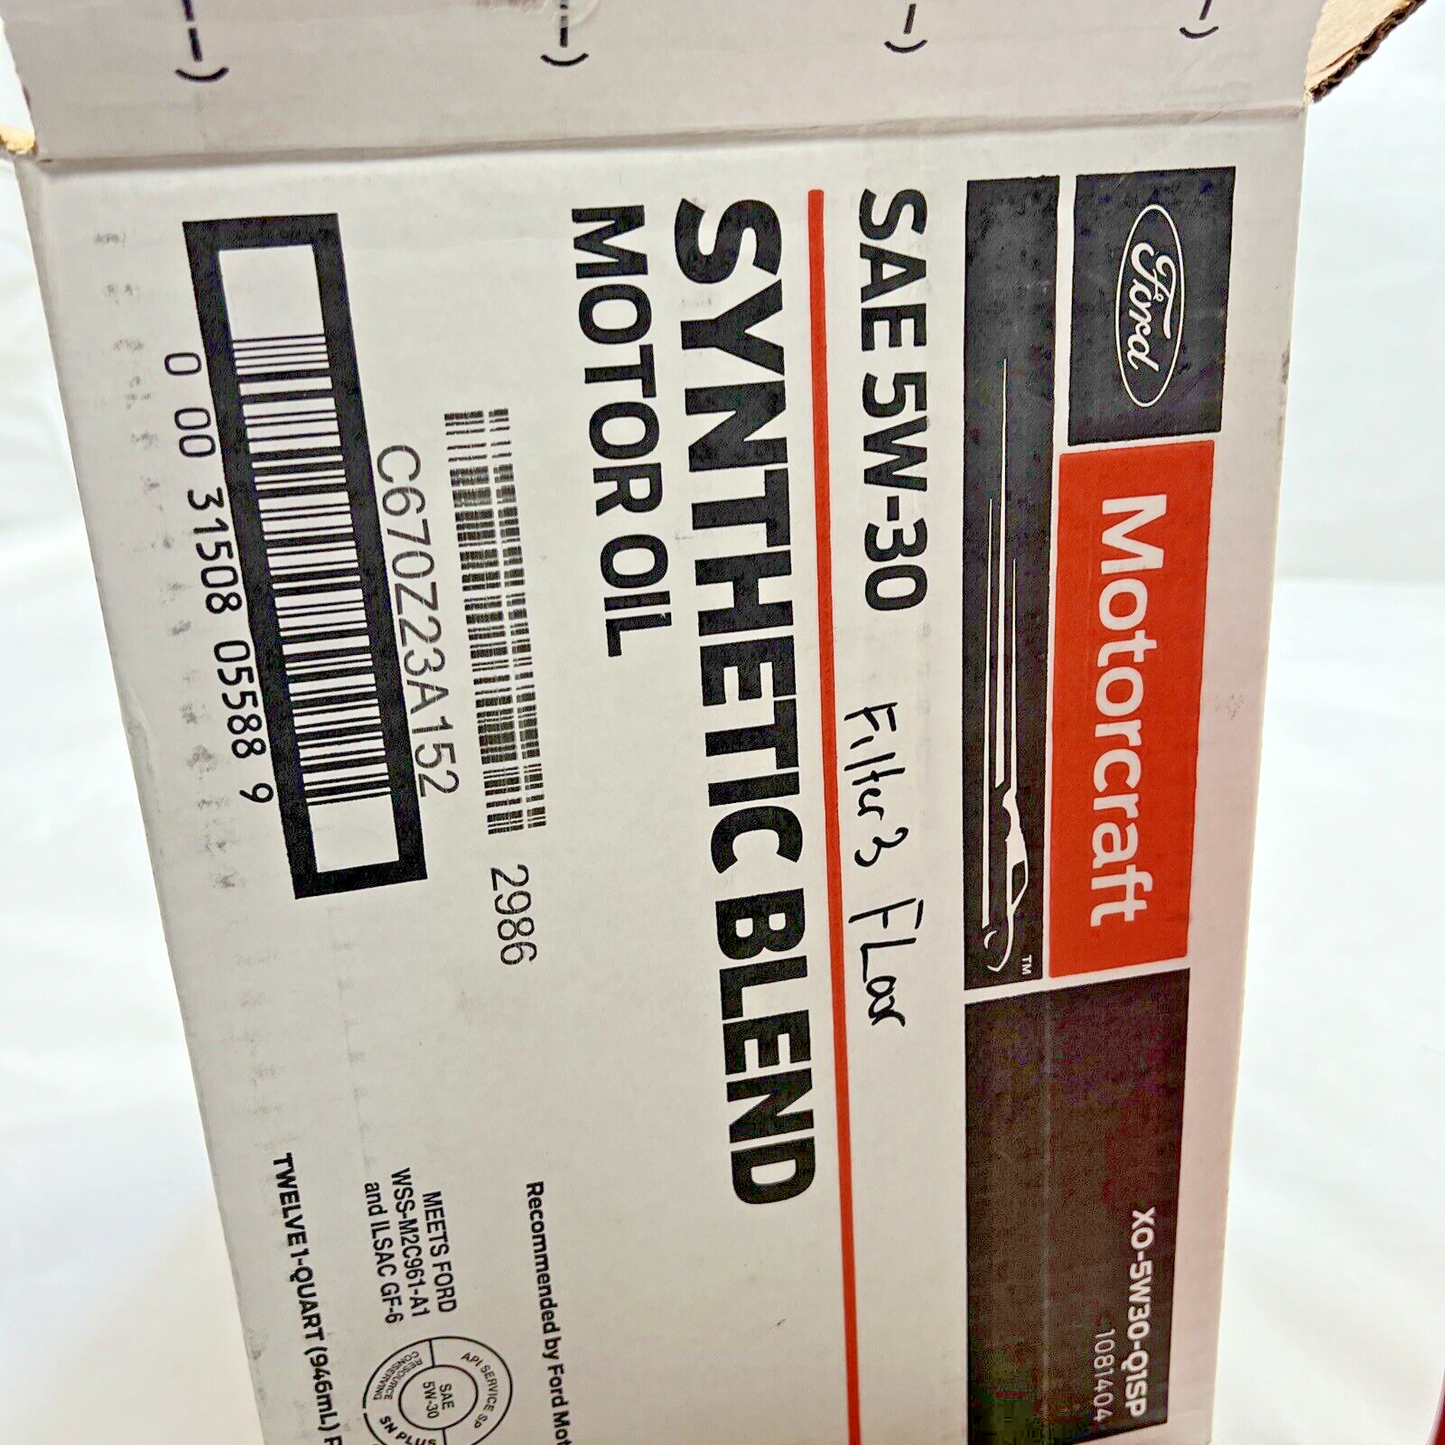 Ford
Motorcraft
XO-5W30-Q1SP
1081404
TM
SAE 5W-30
Filter 3 FLoor
SYNTHETIC BLEND
MOTOR OIL
Recommended by Ford Mot
2986
C670Z23A152
MEETS FORD
WSS-M2C961-A1
and ILSAC GF-6
API SERVICE
SAE
5W-30
RESOURCE
CONSERVING
SN PLUS
0 00 31508 05588 9
TWELVE 1-QUART (946mL)